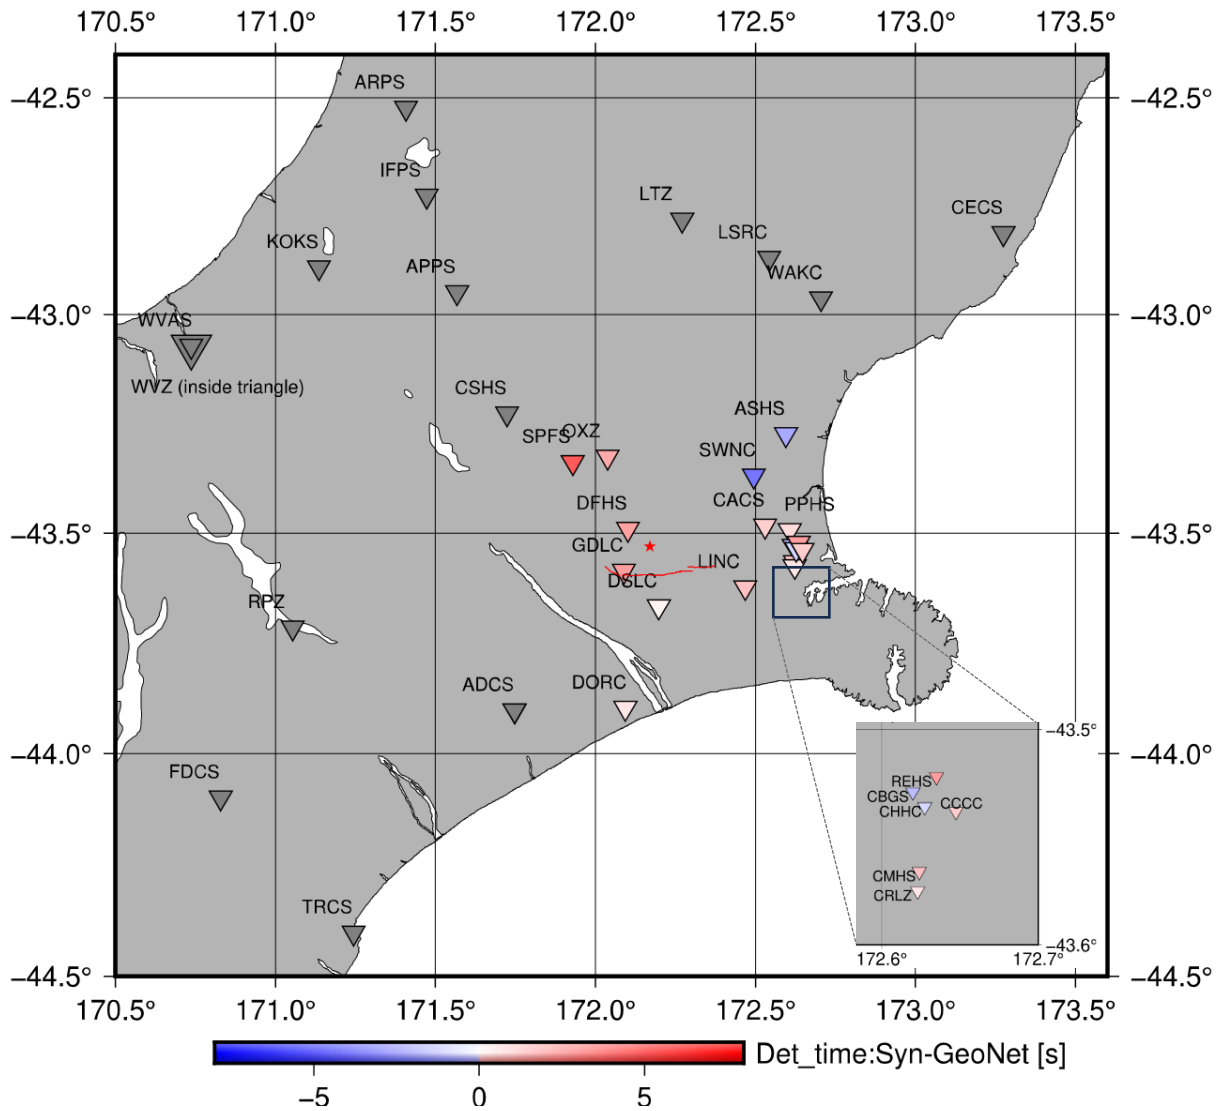 170.5° 171.0° 171.5° 172.0° 172.5° 173.0° 173.5°
−42.5° −42.5°
ARPS
IFPS
LTZ
CECS
LSRC
KOKS
APPS
WAKC
−43.0° −43.0°
WVAS
WVZ (inside triangle)
CSHS
ASHS
SPFS OXZ
SWNC
DFHS
CACS PPHS
−43.5° −43.5°
GDLC
LINC
DSLC
RPZ
ADCS
DORC
−44.0° −44.0°
FDCS
TRCS
−44.5° −44.5°
−43.5°
REHS
CBGS
CCCC
CHHC
CMHS
CRLZ
−43.6°
172.6° 172.7°
170.5° 171.0° 171.5° 172.0° 172.5° 173.0° 173.5°
Det_time:Syn-GeoNet [s]
−5 0 5